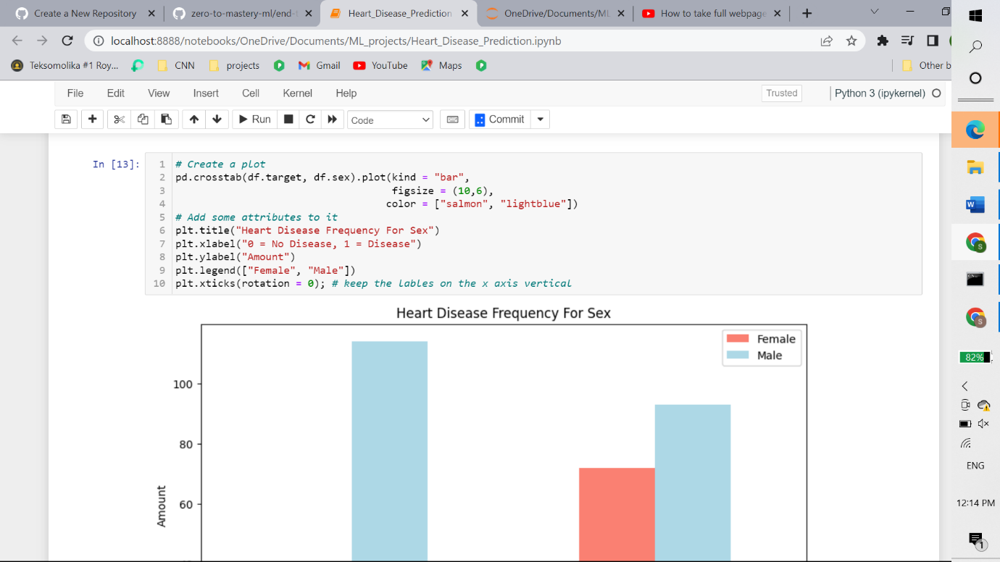 Create a New Repository
zero-to-mastery-ml/end-t
Heart_Disease_Prediction
OneDrive/Documents/ML
How to take full webpage
localhost:8888/notebooks/OneDrive/Documents/ML_projects/Heart_Disease_Prediction.ipynb
Teksomolika #1 Roy... CNN projects Gmail YouTube Maps Other b
File Edit View Insert Cell Kernel Help Trusted Python 3 (ipykernel)
Run Code Commit
In [13]:
1 # Create a plot
2 pd.crosstab(df.target, df.sex).plot(kind = "bar",
3 figsize = (10,6),
4 color = ["salmon", "lightblue"])
5 # Add some attributes to it
6 plt.title("Heart Disease Frequency For Sex")
7 plt.xlabel("0 = No Disease, 1 = Disease")
8 plt.ylabel("Amount")
9 plt.legend(["Female", "Male"])
10 plt.xticks(rotation = 0); # keep the lables on the x axis vertical
Heart Disease Frequency For Sex
Female
Male
100
80
60
Amount
82%
ENG
12:14 PM
1